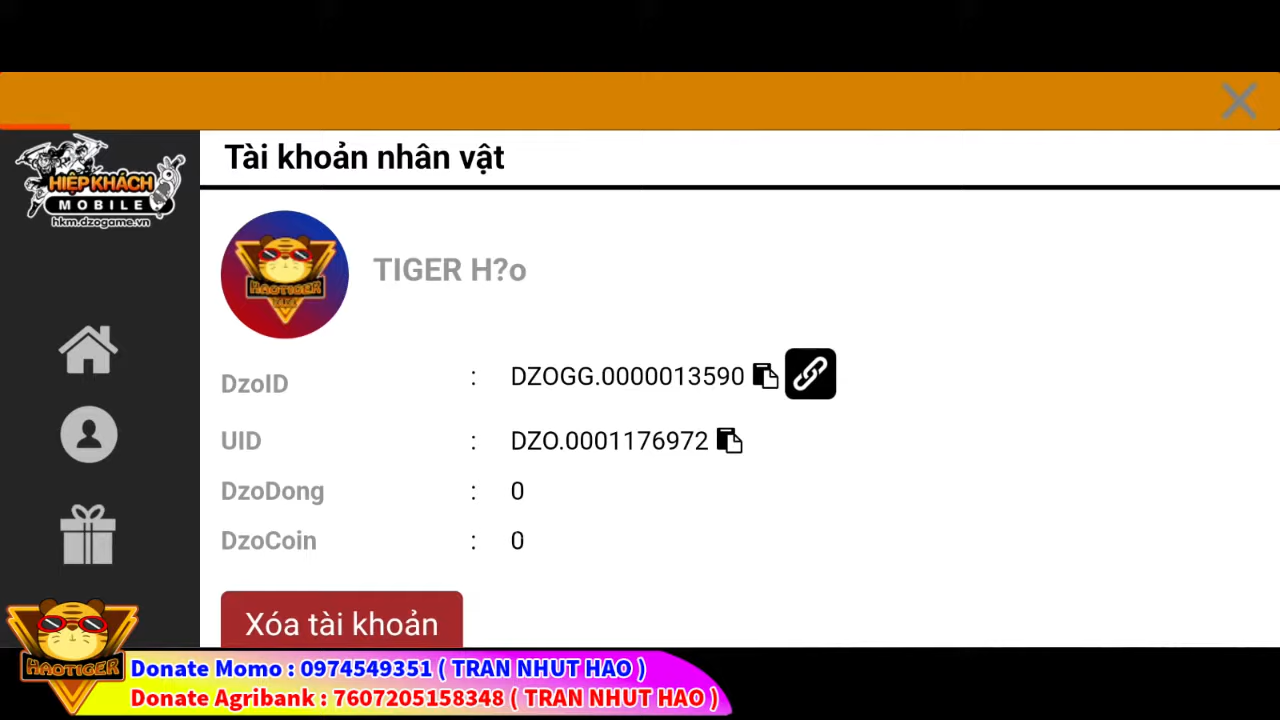 HIỆP KHÁCH
MOBILE
hkm.dzogame.vn
Tài khoản nhân vật
HAOTIGER
TIGER H?o
DzoID : DZOGG.0000013590
UID : DZO.0001176972
DzoDong : 0
DzoCoin : 0
Xóa tài khoản
HAOTIGER
Donate Momo : 0974549351 ( TRAN NHUT HAO )
Donate Agribank : 7607205158348 ( TRAN NHUT HAO )